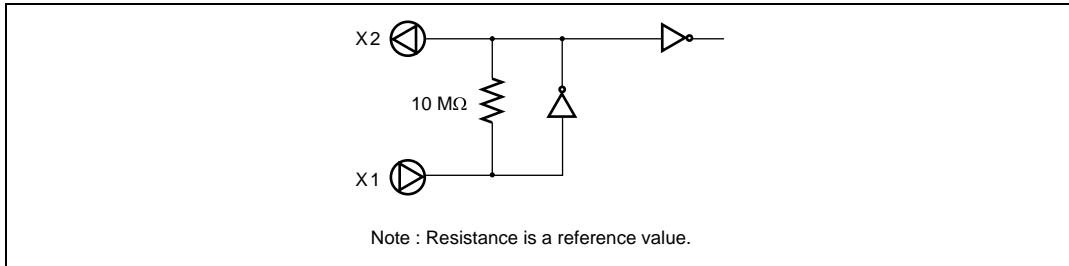 X2
10 MΩ
X1
Note : Resistance is a reference value.